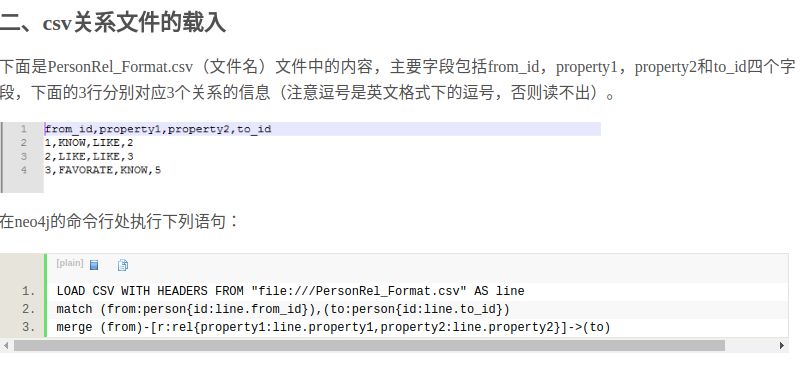 二、csv关系文件的载入
下面是PersonRel_Format.csv（文件名）文件中的内容，主要字段包括from_id，property1，property2和to_id四个字
段，下面的3行分别对应3个关系的信息（注意逗号是英文格式下的逗号，否则读不出）。
1 from_id,property1,property2,to_id
2 1,KNOW,LIKE,2
3 2,LIKE,LIKE,3
4 3,FAVORATE,KNOW,5
在neo4j的命令行处执行下列语句：
[plain]
1. LOAD CSV WITH HEADERS FROM "file:///PersonRel_Format.csv" AS line
2. match (from:person{id:line.from_id}),(to:person{id:line.to_id})
3. merge (from)-[r:rel{property1:line.property1,property2:line.property2}]->(to)